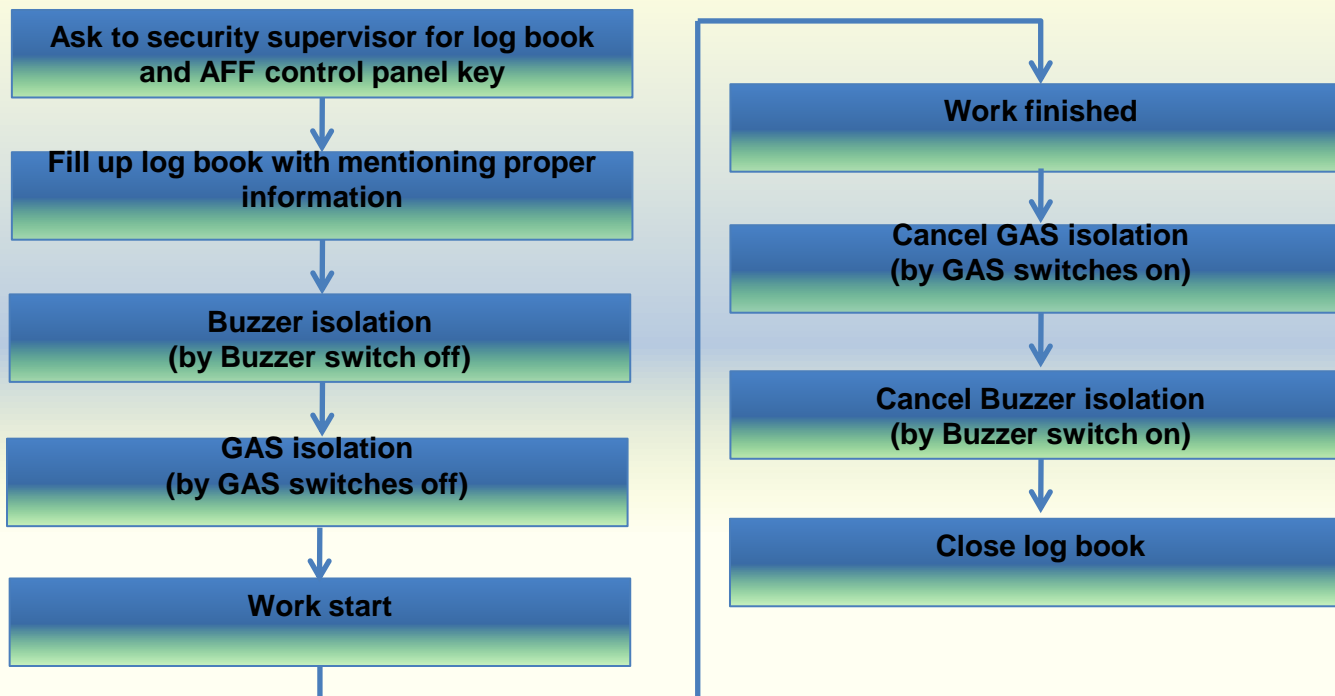 Ask to security supervisor for log book
and AFF control panel key
Fill up log book with mentioning proper
information
Buzzer isolation
(by Buzzer switch off)
GAS isolation
(by GAS switches off)
Work start
Work finished
Cancel GAS isolation
(by GAS switches on)
Cancel Buzzer isolation
(by Buzzer switch on)
Close log book